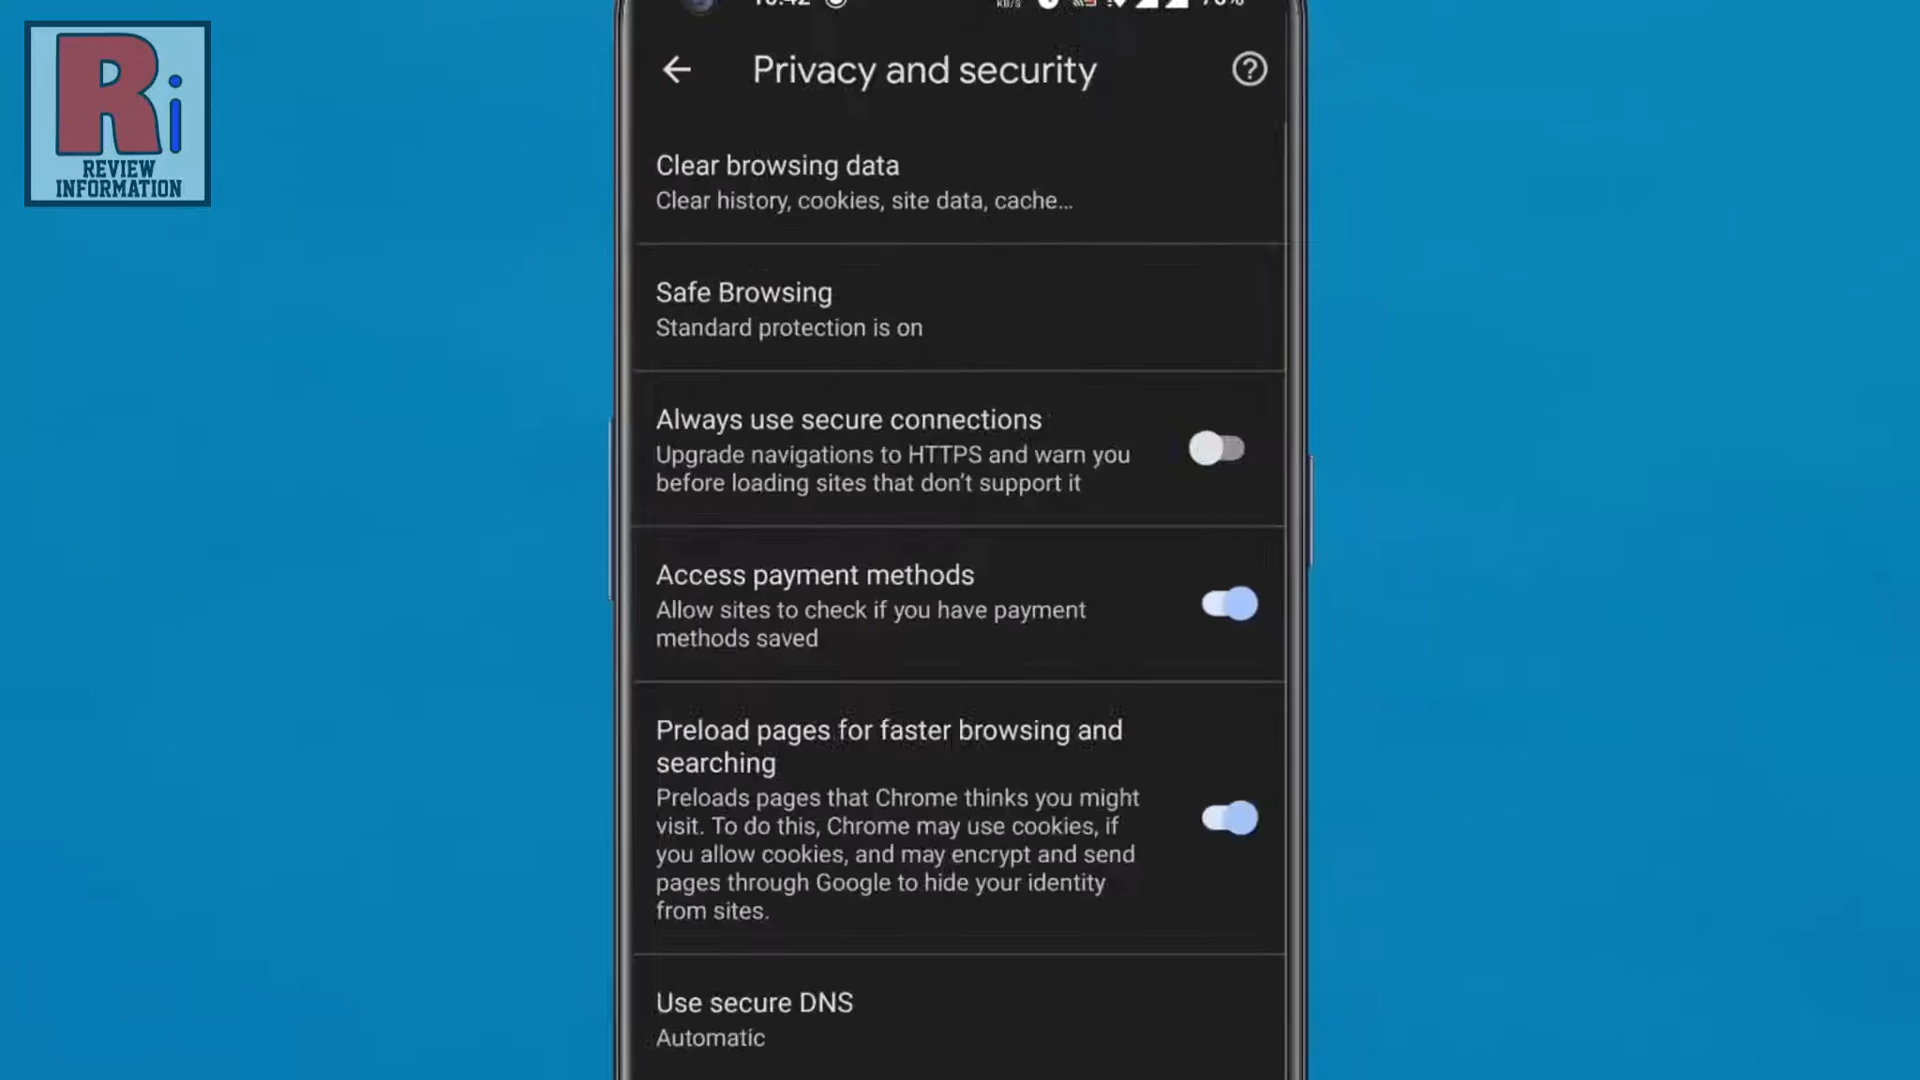 Ri
REVIEW
INFORMATION
Privacy and security
Clear browsing data
Clear history, cookies, site data, cache...
Safe Browsing
Standard protection is on
Always use secure connections
Upgrade navigations to HTTPS and warn you
before loading sites that don't support it
Access payment methods
Allow sites to check if you have payment
methods saved
Preload pages for faster browsing and
searching
Preloads pages that Chrome thinks you might
visit. To do this, Chrome may use cookies, if
you allow cookies, and may encrypt and send
pages through Google to hide your identity
from sites.
Use secure DNS
Automatic